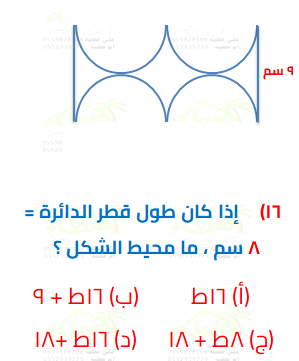 ٩ سم
١٦) إذا كان طول قطر الدائرة =
٨ سم ، ما محيط الشكل ؟
(أ) ١٦ط (ب) ١٦ط + ٩
(ج) ٨ط + ١٨ (د) ١٦ط +١٨